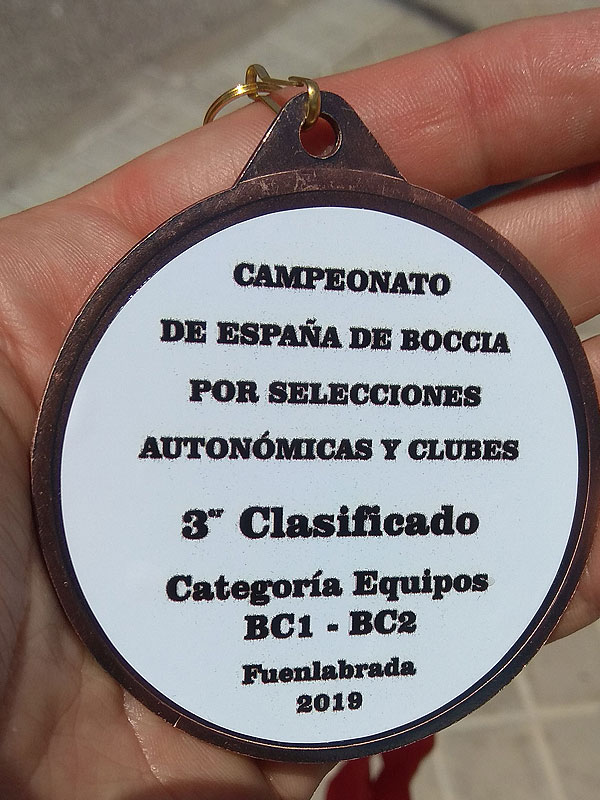 CAMPEONATO
DE ESPAÑA DE BOCCIA
POR SELECCIONES
AUTONÓMICAS Y CLUBES
3er Clasificado
Categoría Equipos
BC1 - BC2
Fuenlabrada
2019